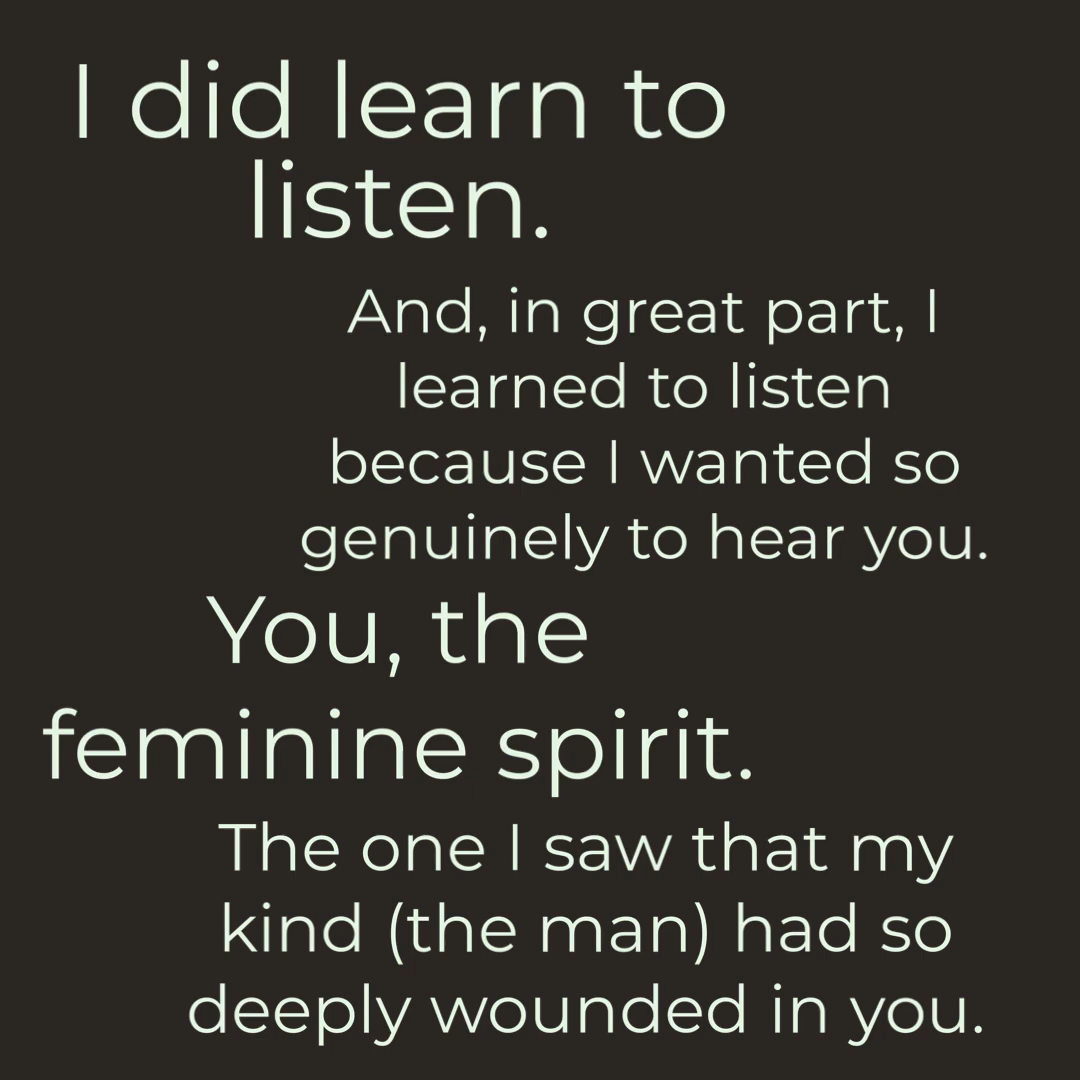 I did learn to
listen.
And, in great part, I
learned to listen
because I wanted so
genuinely to hear you.
You, the
feminine spirit.
The one I saw that my
kind (the man) had so
deeply wounded in you.